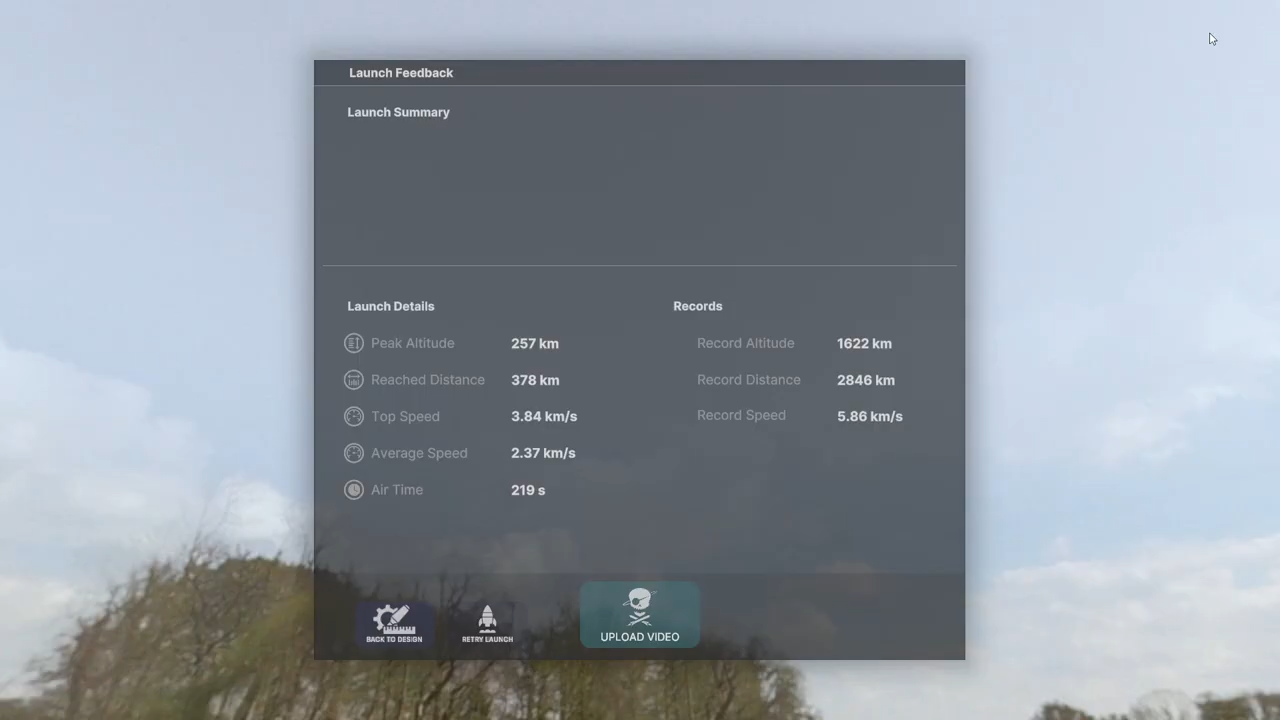 Launch Feedback
Launch Summary
Launch Details
Peak Altitude 257 km
Reached Distance 378 km
Top Speed 3.84 km/s
Average Speed 2.37 km/s
Air Time 219 s
Records
Record Altitude 1622 km
Record Distance 2846 km
Record Speed 5.86 km/s
BACK TO DESIGN
RETRY LAUNCH
UPLOAD VIDEO